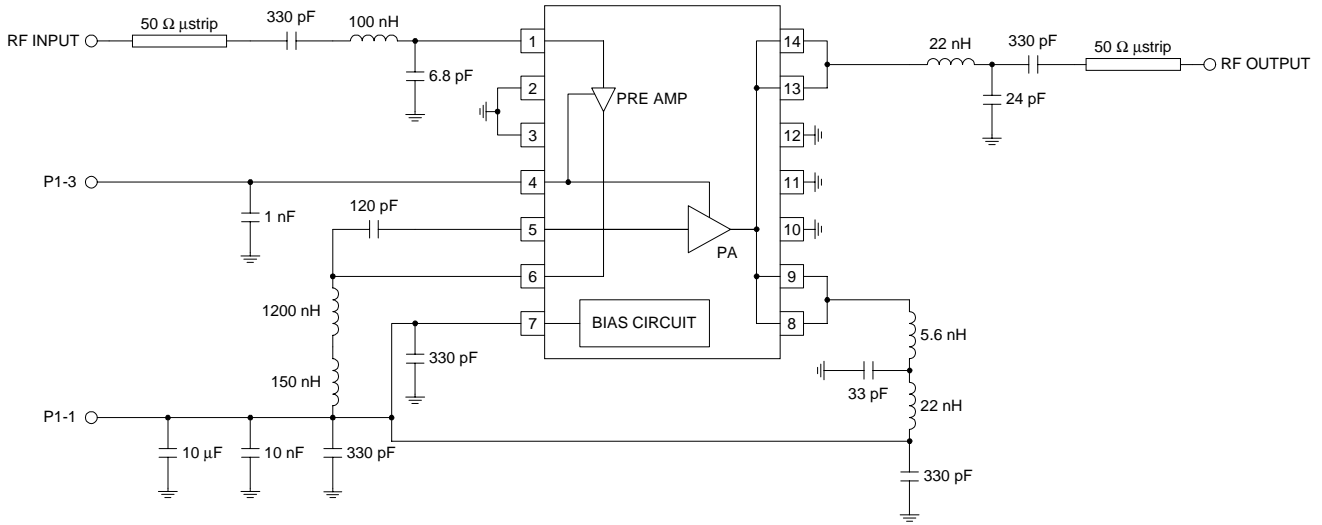 50 Ω μstrip
330 pF
100 nH
RF INPUT
6.8 pF
1
2
3
4
5
6
7
PRE AMP
PA
BIAS CIRCUIT
14
13
12
11
10
9
8
22 nH
330 pF
50 Ω μstrip
RF OUTPUT
24 pF
P1-3
1 nF
120 pF
1200 nH
150 nH
330 pF
P1-1
10 μF
10 nF
330 pF
5.6 nH
33 pF
22 nH
330 pF